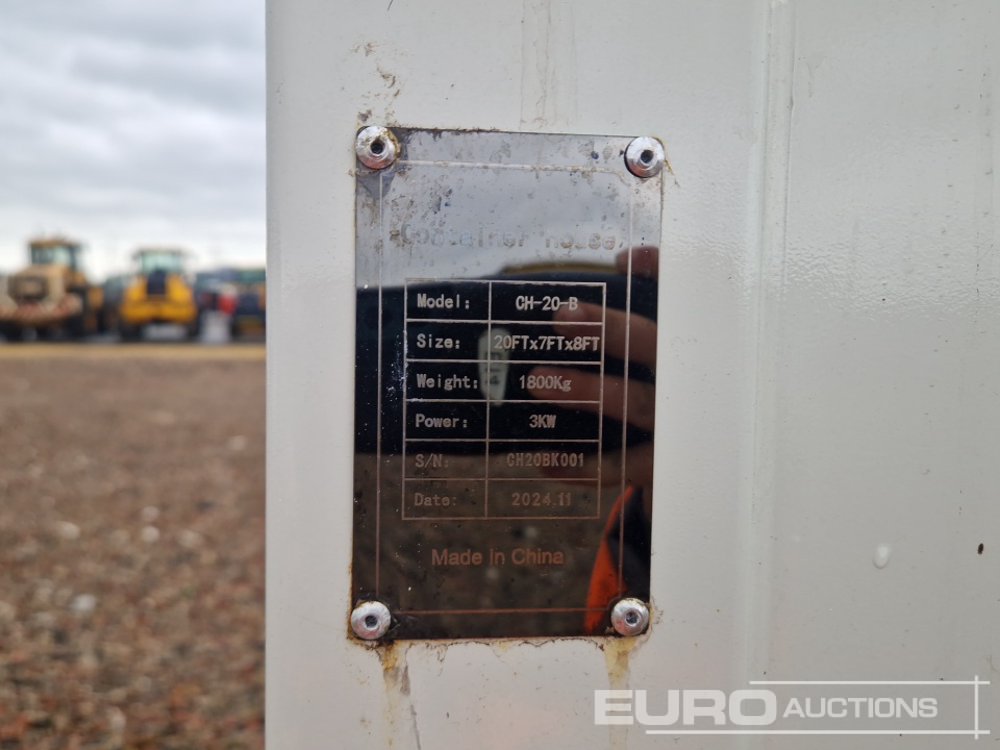 Container house
Model: CH-20-B
Size: 20FTx7FTx8FT
Weight: 1800Kg
Power: 3KW
S/N: CH20BK001
Date: 2024.11
Made in China
EURO AUCTIONS